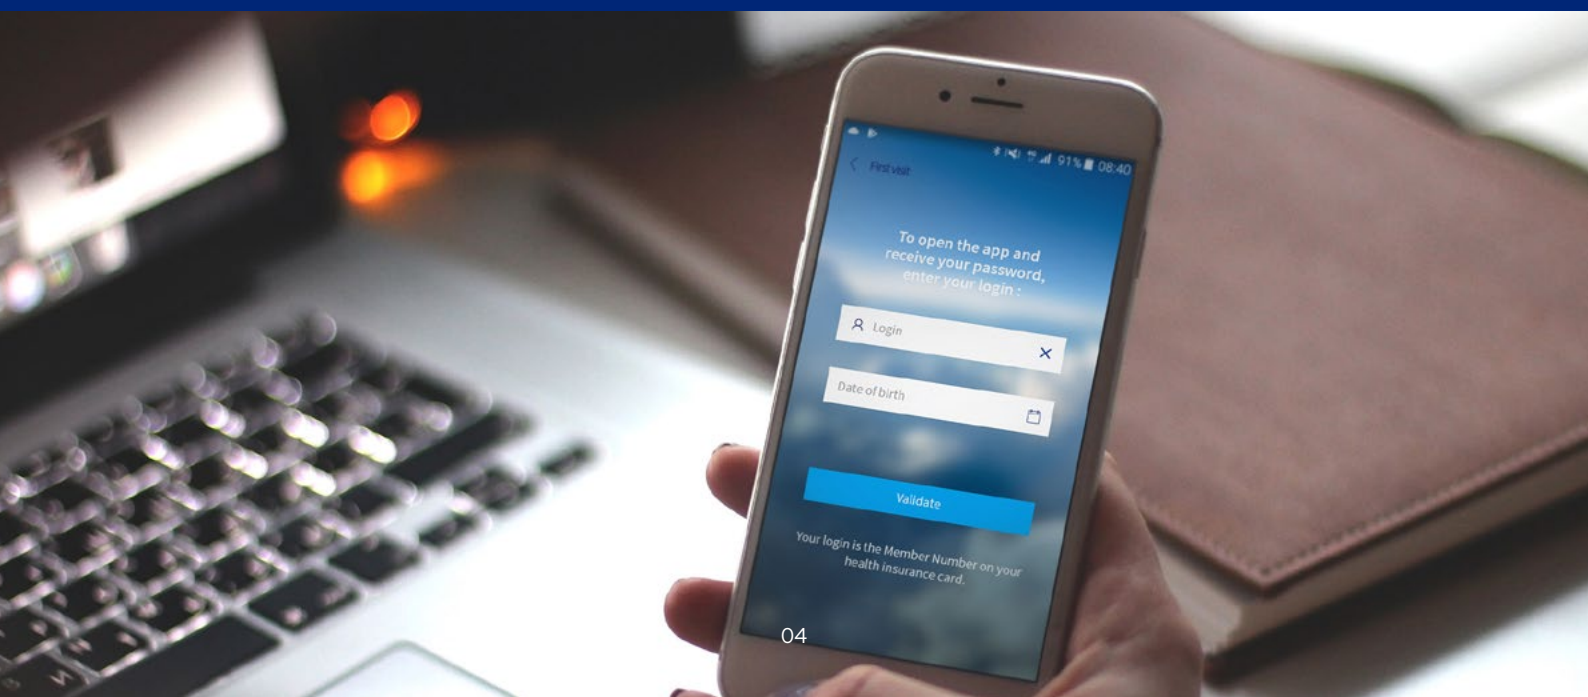 91% 08:40
First visit
To open the app and
receive your password,
enter your login :
Login
Date of birth
Validate
Your login is the Member Number on your
health insurance card.
04